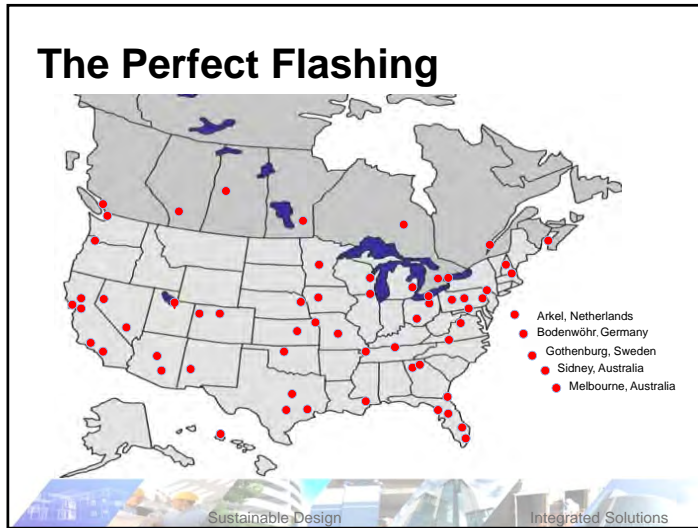 The Perfect Flashing
Arkel, Netherlands
Bodenwöhr, Germany
Gothenburg, Sweden
Sidney, Australia
Melbourne, Australia
Sustainable Design Integrated Solutions